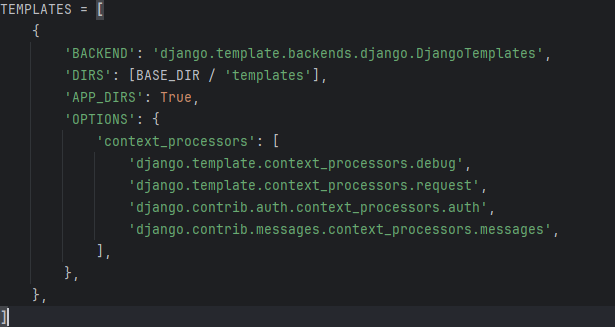 TEMPLATES = [
    {
        'BACKEND': 'django.template.backends.django.DjangoTemplates',
        'DIRS': [BASE_DIR / 'templates'],
        'APP_DIRS': True,
        'OPTIONS': {
            'context_processors': [
                'django.template.context_processors.debug',
                'django.template.context_processors.request',
                'django.contrib.auth.context_processors.auth',
                'django.contrib.messages.context_processors.messages',
            ],
        },
    },
]